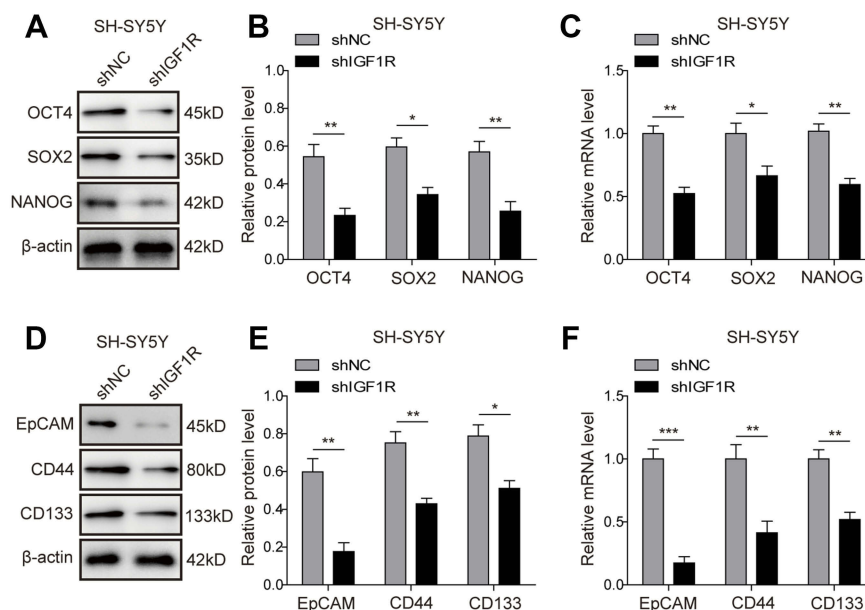 A
SH-SY5Y
shNC
shIGF1R
OCT4
45kD
SOX2
35kD
NANOG
42kD
β-actin
42kD
B
SH-SY5Y
shNC
shIGF1R
Relative protein level
1.0
0.8
0.6
0.4
0.2
0.0
**
*
**
OCT4 SOX2 NANOG
C
SH-SY5Y
shNC
shIGF1R
Relative mRNA level
1.5
1.0
0.5
0.0
**
*
**
OCT4 SOX2 NANOG
D
SH-SY5Y
shNC
shIGF1R
EpCAM
45kD
CD44
80kD
CD133
133kD
β-actin
42kD
E
SH-SY5Y
shNC
shIGF1R
Relative protein level
1.0
0.8
0.6
0.4
0.2
0.0
**
**
*
EpCAM CD44 CD133
F
SH-SY5Y
shNC
shIGF1R
Relative mRNA level
1.5
1.0
0.5
0.0
***
**
**
EpCAM CD44 CD133